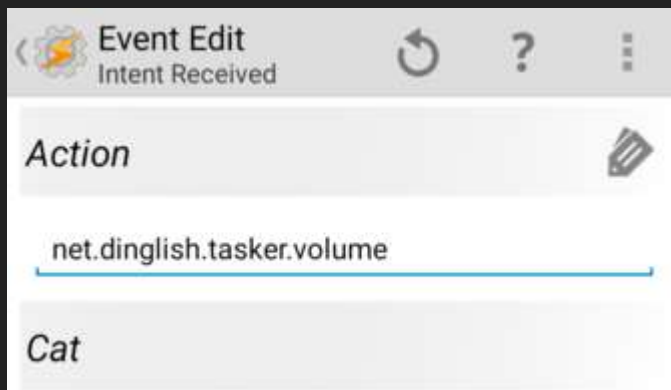 Event Edit
Intent Received
?
Action
net.dinglish.tasker.volume
Cat